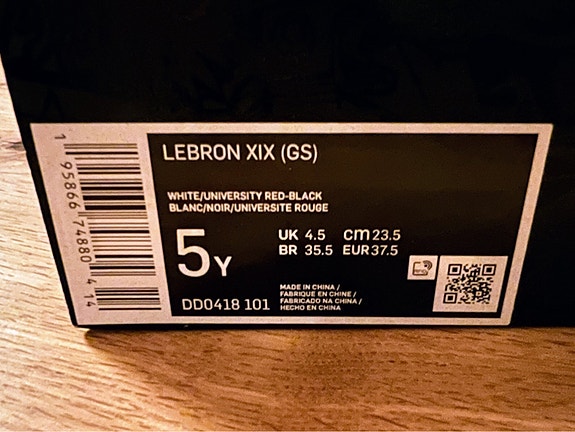 LEBRON XIX (GS)
WHITE/UNIVERSITY RED-BLACK
BLANC/NOIR/UNIVERSITE ROUGE
5Y
UK 4.5 cm 23.5
BR 35.5 EUR 37.5
DD0418 101
MADE IN CHINA /
FABRIQUE EN CHINE /
FABRICADO NA CHINA /
HECHO EN CHINA
1 95866 74880 4 14